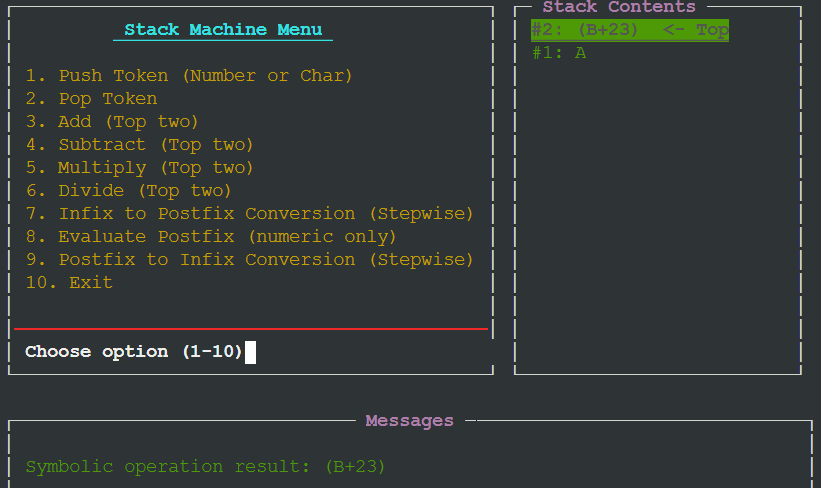 Stack Machine Menu
1. Push Token (Number or Char)
2. Pop Token
3. Add (Top two)
4. Subtract (Top two)
5. Multiply (Top two)
6. Divide (Top two)
7. Infix to Postfix Conversion (Stepwise)
8. Evaluate Postfix (numeric only)
9. Postfix to Infix Conversion (Stepwise)
10. Exit
Choose option (1-10)
Stack Contents
#2: (B+23)  <- Top
#1: A
Messages
Symbolic operation result: (B+23)